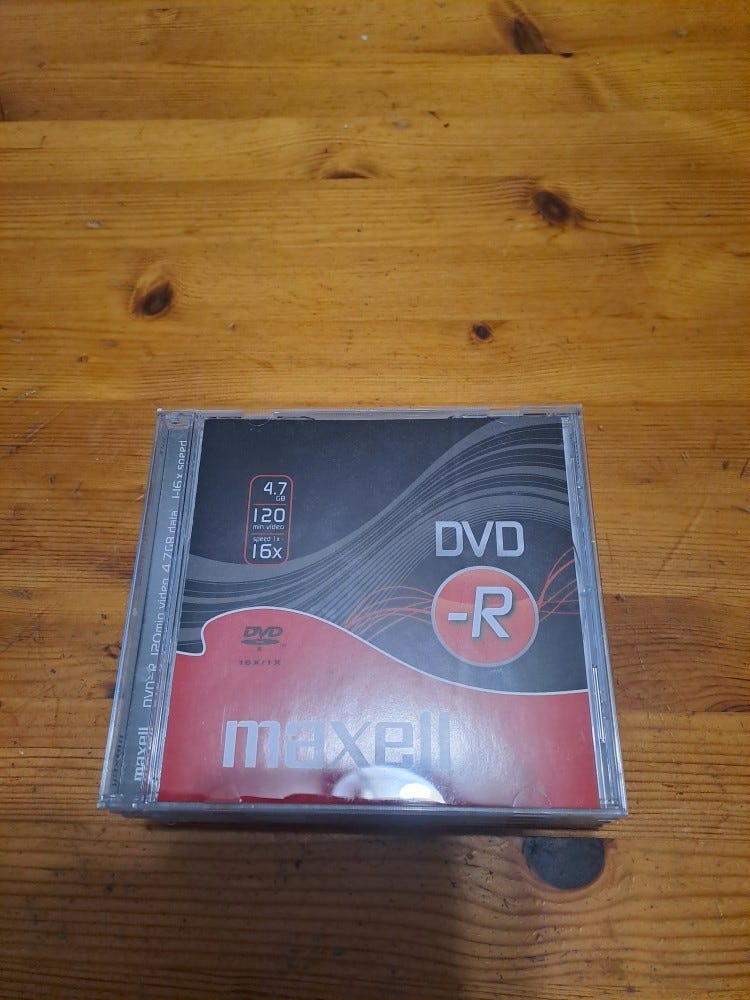 4.7
GB
120
min video
speed 1x -
16x
DVD
-R
DVD
R
16X/1X
maxell
maxell DVD-R 120min video 4.7GB data 1-16x speed
maxell